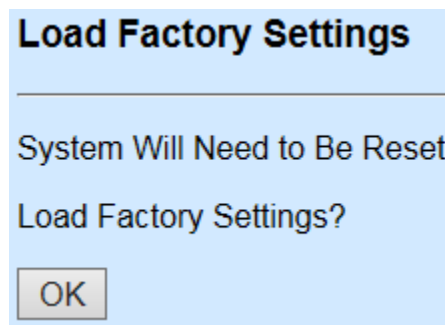 Load Factory Settings
System Will Need to Be Reset
Load Factory Settings?
OK